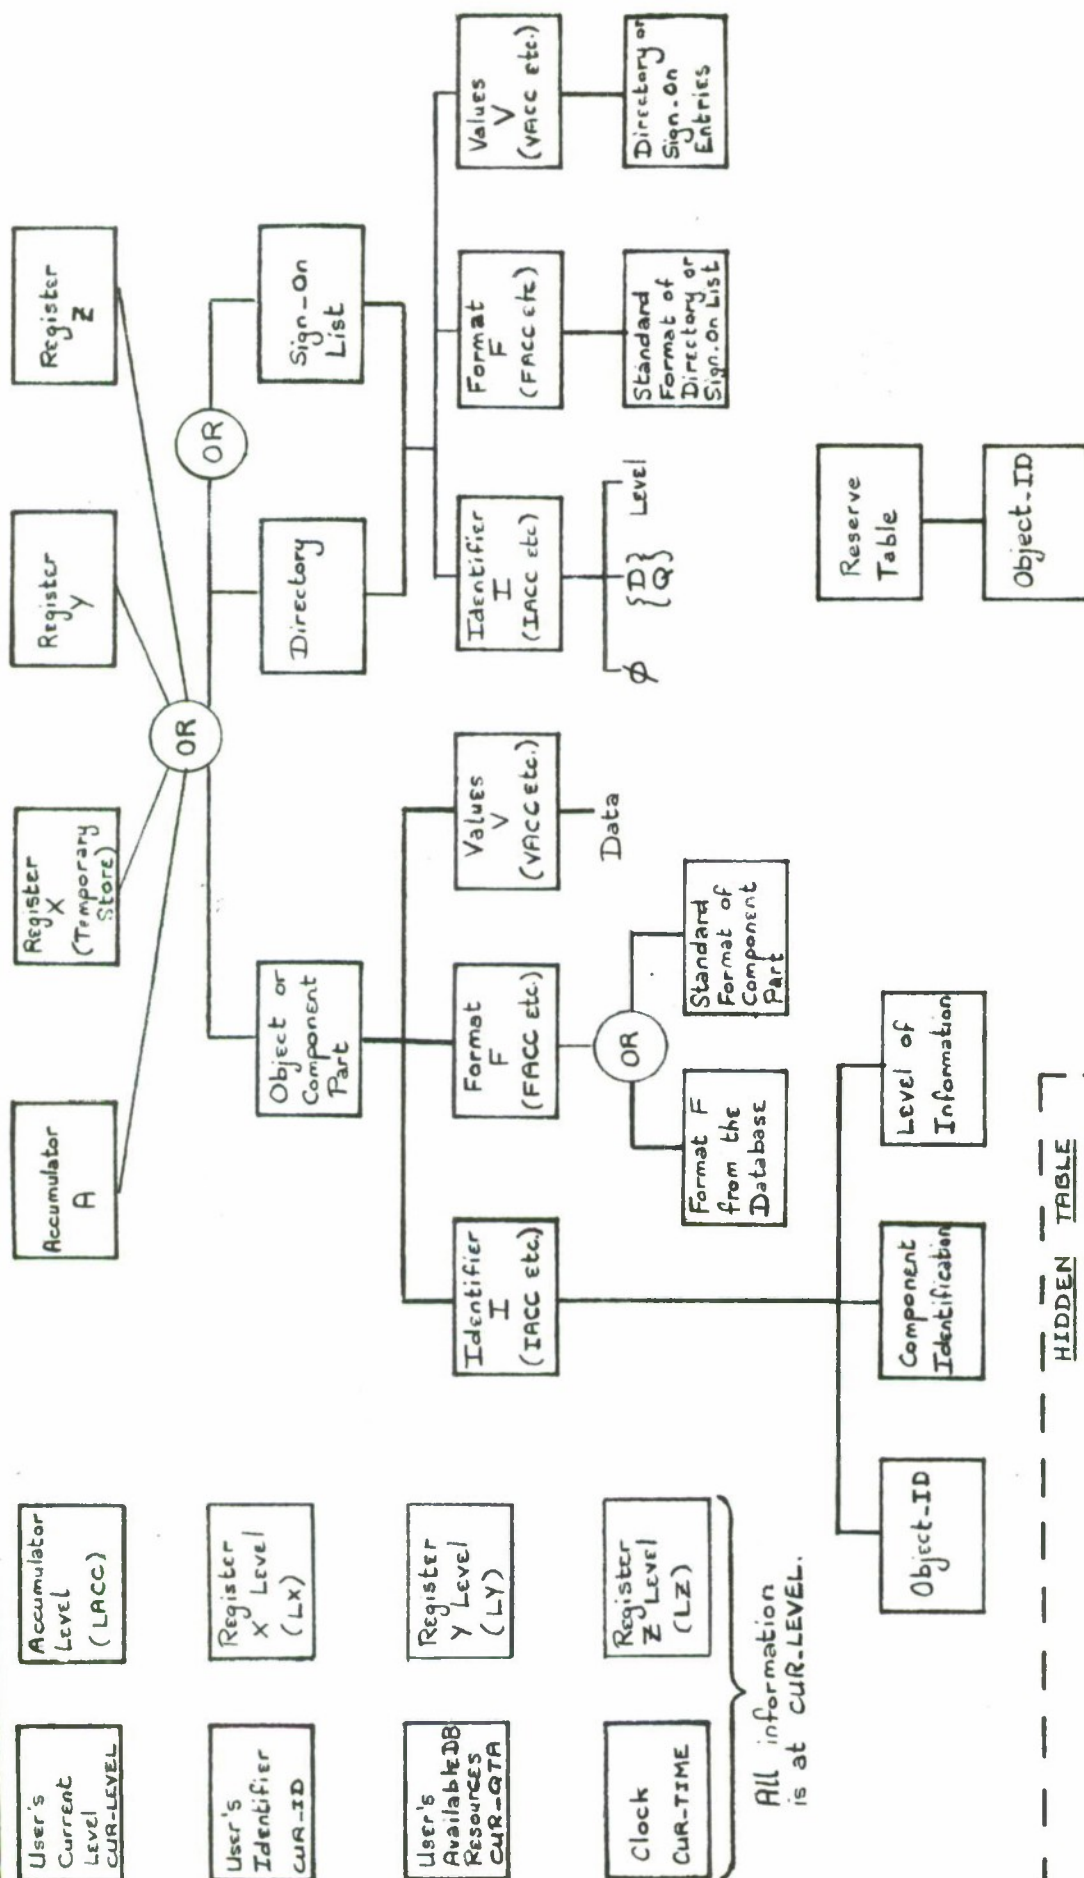 User's
Current
Level
CUR-LEVEL
Accumulator
Level
(LACC)
User's
Identifier
CUR-ID
Register
X Level
(LX)
User's
Available DB
Resources
CUR-QTA
Register
Y Level
(LY)
Clock
CUR-TIME
Register
Z Level
(LZ)
All information
is at CUR-LEVEL.
Accumulator
A
Register
X
(Temporary
Store)
Register
Y
Register
Z
OR
OR
Object or
Component
Part
Directory
Sign-On
List
Identifier
I
(IACC Etc.)
Format
F
(FACC Etc.)
Values
V
(VACC Etc.)
Identifier
I
(IACC Etc)
Format
F
(FACC Etc)
Values
V
(VACC Etc.)
OR
Data
Φ
{D}
{Q}
Level
Standard
Format of
Directory or
Sign-On List
Directory or
Sign-On
Entries
Format F
from the
Database
Standard
Format of
Component
Part
Object-ID
Component
Identification
Level of
Information
Reserve
Table
Object-ID
HIDDEN TABLE